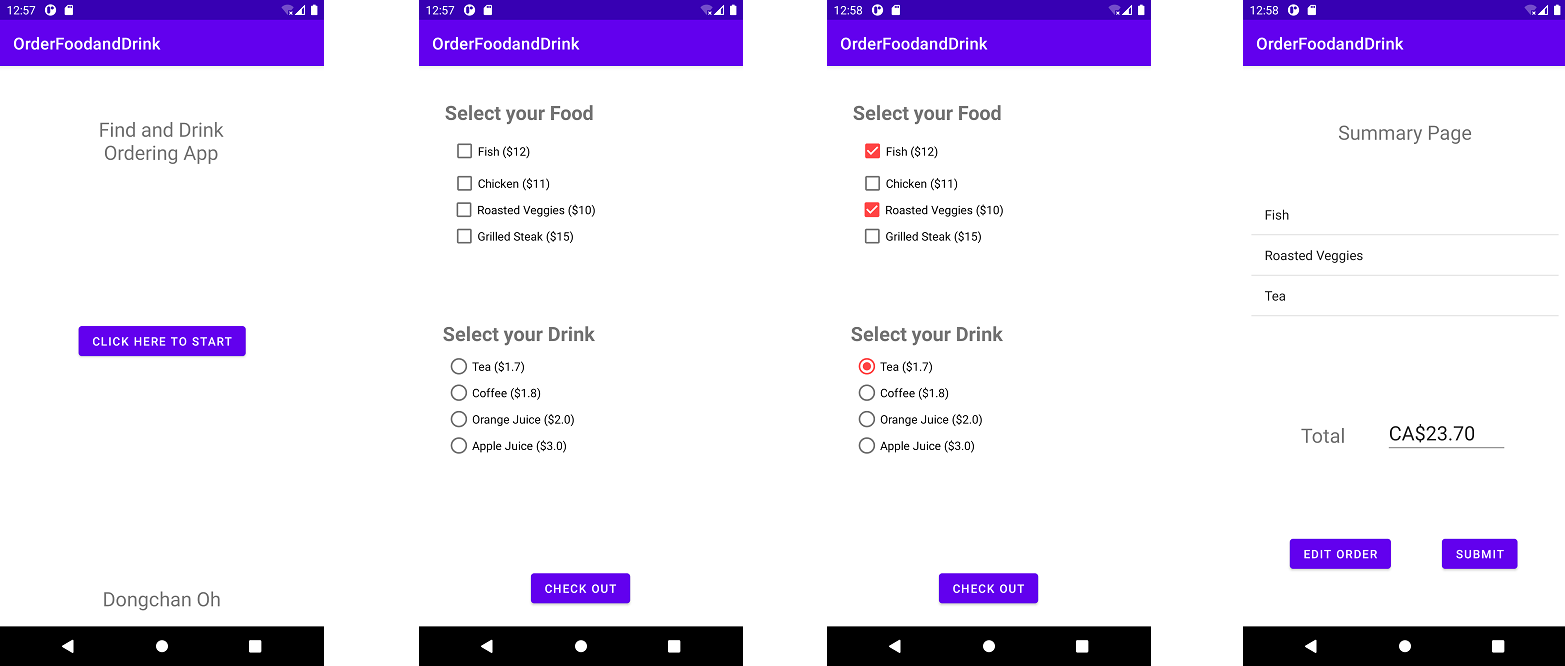 12:57
OrderFoodandDrink
Find and Drink
Ordering App
CLICK HERE TO START
Dongchan Oh
12:57
OrderFoodandDrink
Select your Food
Fish ($12)
Chicken ($11)
Roasted Veggies ($10)
Grilled Steak ($15)
Select your Drink
Tea ($1.7)
Coffee ($1.8)
Orange Juice ($2.0)
Apple Juice ($3.0)
CHECK OUT
12:58
OrderFoodandDrink
Select your Food
Fish ($12)
Chicken ($11)
Roasted Veggies ($10)
Grilled Steak ($15)
Select your Drink
Tea ($1.7)
Coffee ($1.8)
Orange Juice ($2.0)
Apple Juice ($3.0)
CHECK OUT
12:58
OrderFoodandDrink
Summary Page
Fish
Roasted Veggies
Tea
Total CA$23.70
EDIT ORDER SUBMIT